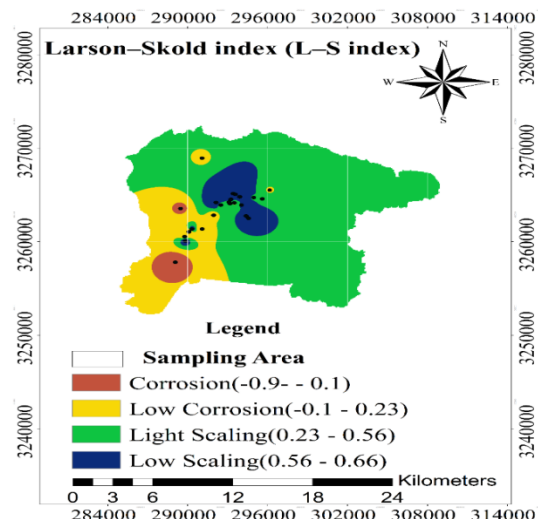 284000 290000 296000 302000 308000 314000
Larson–Skold index (L–S index)
N
W E
S
3280000 3280000
3270000 3270000
3260000 3260000
3250000 3250000
3240000 3240000
Legend
Sampling Area
Corrosion(-0.9- - 0.1)
Low Corrosion(-0.1 - 0.23)
Light Scaling(0.23 - 0.56)
Low Scaling(0.56 - 0.66)
Kilometers
0 3 6 12 18 24
284000 290000 296000 302000 308000 314000